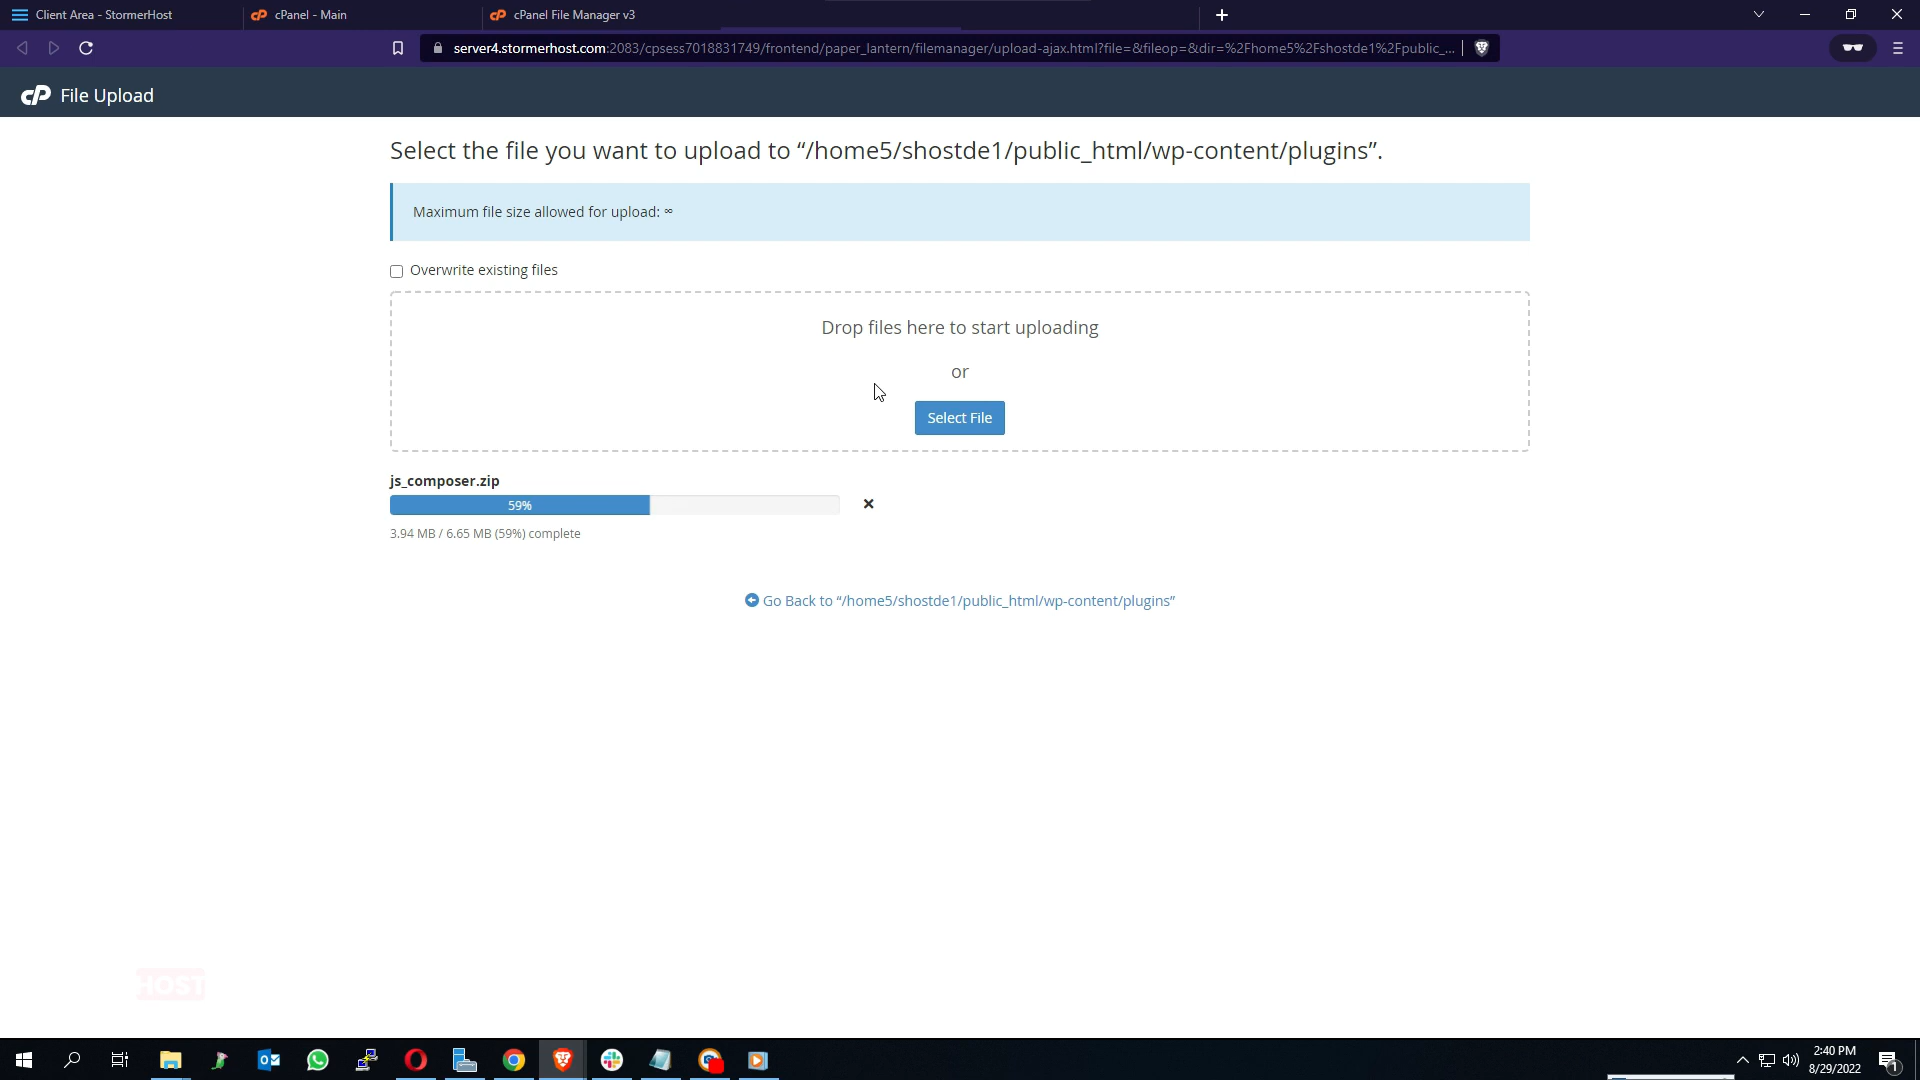 Client Area - StormerHost
cPanel - Main
cPanel File Manager v3
server4.stormerhost.com:2083/cpsess7018831749/frontend/paper_lantern/filemanager/upload-ajax.html?file=&fileop=&dir=%2Fhome5%2Fshostde1%2Fpublic_...
cP File Upload
Select the file you want to upload to “/home5/shostde1/public_html/wp-content/plugins”.
Maximum file size allowed for upload: ∞
Overwrite existing files
Drop files here to start uploading
or
Select File
js_composer.zip
59%
3.94 MB / 6.65 MB (59%) complete
Go Back to “/home5/shostde1/public_html/wp-content/plugins”
HOST
2:40 PM
8/29/2022
1